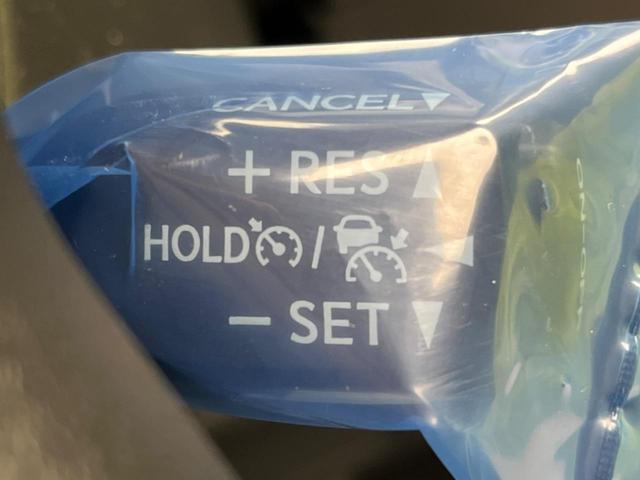 CANCEL▼
+ RES ▲
HOLD / ◀
− SET ▼